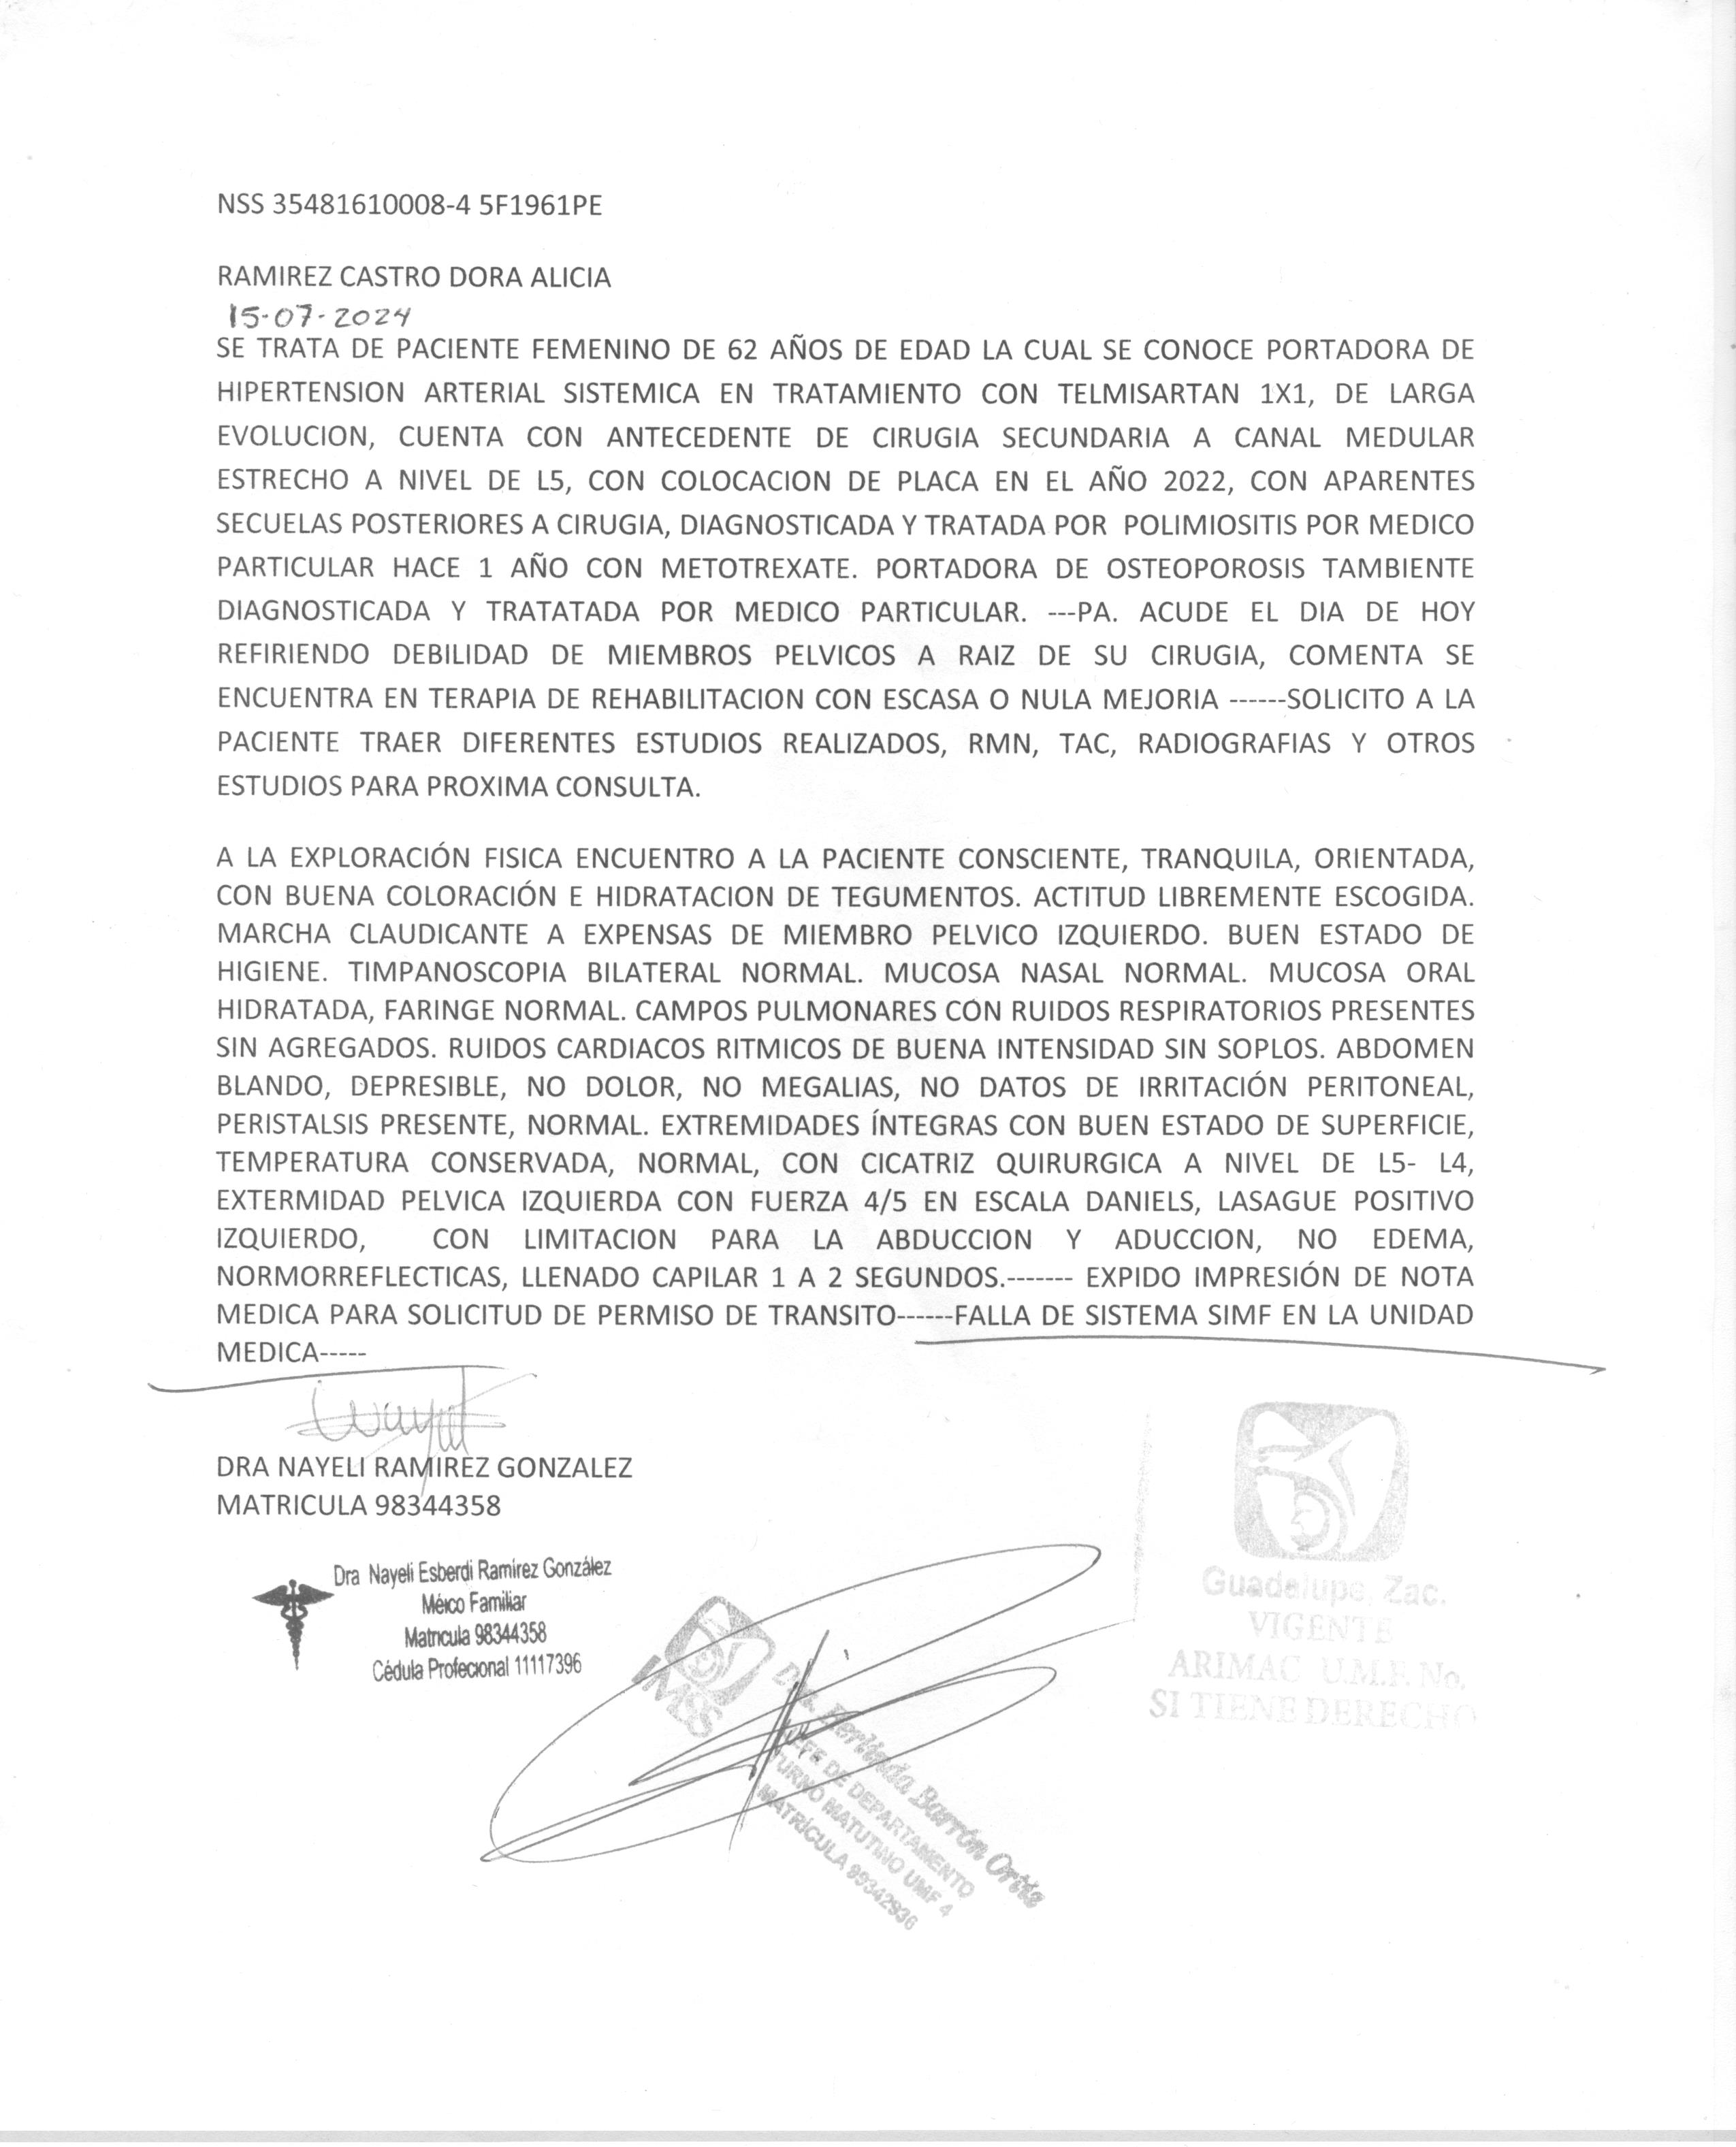 NSS 35481610008-4 5F1961PE
RAMIREZ CASTRO DORA ALICIA
15-07-2024
SE TRATA DE PACIENTE FEMENINO DE 62 AÑOS DE EDAD LA CUAL SE CONOCE PORTADORA DE
HIPERTENSION ARTERIAL SISTEMICA EN TRATAMIENTO CON TELMISARTAN 1X1, DE LARGA
EVOLUCION, CUENTA CON ANTECEDENTE DE CIRUGIA SECUNDARIA A CANAL MEDULAR
ESTRECHO A NIVEL DE L5, CON COLOCACION DE PLACA EN EL AÑO 2022, CON APARENTES
SECUELAS POSTERIORES A CIRUGIA, DIAGNOSTICADA Y TRATADA POR POLIMIOSITIS POR MEDICO
PARTICULAR HACE 1 AÑO CON METOTREXATE. PORTADORA DE OSTEOPOROSIS TAMBIENTE
DIAGNOSTICADA Y TRATATADA POR MEDICO PARTICULAR. ---PA. ACUDE EL DIA DE HOY
REFIRIENDO DEBILIDAD DE MIEMBROS PELVICOS A RAIZ DE SU CIRUGIA, COMENTA SE
ENCUENTRA EN TERAPIA DE REHABILITACION CON ESCASA O NULA MEJORIA ------SOLICITO A LA
PACIENTE TRAER DIFERENTES ESTUDIOS REALIZADOS, RMN, TAC, RADIOGRAFIAS Y OTROS
ESTUDIOS PARA PROXIMA CONSULTA.
A LA EXPLORACIÓN FISICA ENCUENTRO A LA PACIENTE CONSCIENTE, TRANQUILA, ORIENTADA,
CON BUENA COLORACIÓN E HIDRATACION DE TEGUMENTOS. ACTITUD LIBREMENTE ESCOGIDA.
MARCHA CLAUDICANTE A EXPENSAS DE MIEMBRO PELVICO IZQUIERDO. BUEN ESTADO DE
HIGIENE. TIMPANOSCOPIA BILATERAL NORMAL. MUCOSA NASAL NORMAL. MUCOSA ORAL
HIDRATADA, FARINGE NORMAL. CAMPOS PULMONARES CON RUIDOS RESPIRATORIOS PRESENTES
SIN AGREGADOS. RUIDOS CARDIACOS RITMICOS DE BUENA INTENSIDAD SIN SOPLOS. ABDOMEN
BLANDO, DEPRESIBLE, NO DOLOR, NO MEGALIAS, NO DATOS DE IRRITACIÓN PERITONEAL,
PERISTALSIS PRESENTE, NORMAL. EXTREMIDADES ÍNTEGRAS CON BUEN ESTADO DE SUPERFICIE,
TEMPERATURA CONSERVADA, NORMAL, CON CICATRIZ QUIRURGICA A NIVEL DE L5- L4,
EXTERMIDAD PELVICA IZQUIERDA CON FUERZA 4/5 EN ESCALA DANIELS, LASAGUE POSITIVO
IZQUIERDO, CON LIMITACION PARA LA ABDUCCION Y ADUCCION, NO EDEMA,
NORMORREFLECTICAS, LLENADO CAPILAR 1 A 2 SEGUNDOS.------- EXPIDO IMPRESIÓN DE NOTA
MEDICA PARA SOLICITUD DE PERMISO DE TRANSITO------FALLA DE SISTEMA SIMF EN LA UNIDAD
MEDICA-----
DRA NAYELI RAMIREZ GONZALEZ
MATRICULA 98344358
Dra Nayeli Esberdi Ramírez González
Méico Familiar
Matricula 98344358
Cédula Profecional 11117396
IMSS
Dra. Berlinda Barrón Ortiz
JEFE DE DEPARTAMENTO
TURNO MATUTINO UMF 4
MATRÍCULA 99342936
Guadalupe, Zac.
VIGENTE
ARIMAC U.M.F. No.
SI TIENE DERECHO